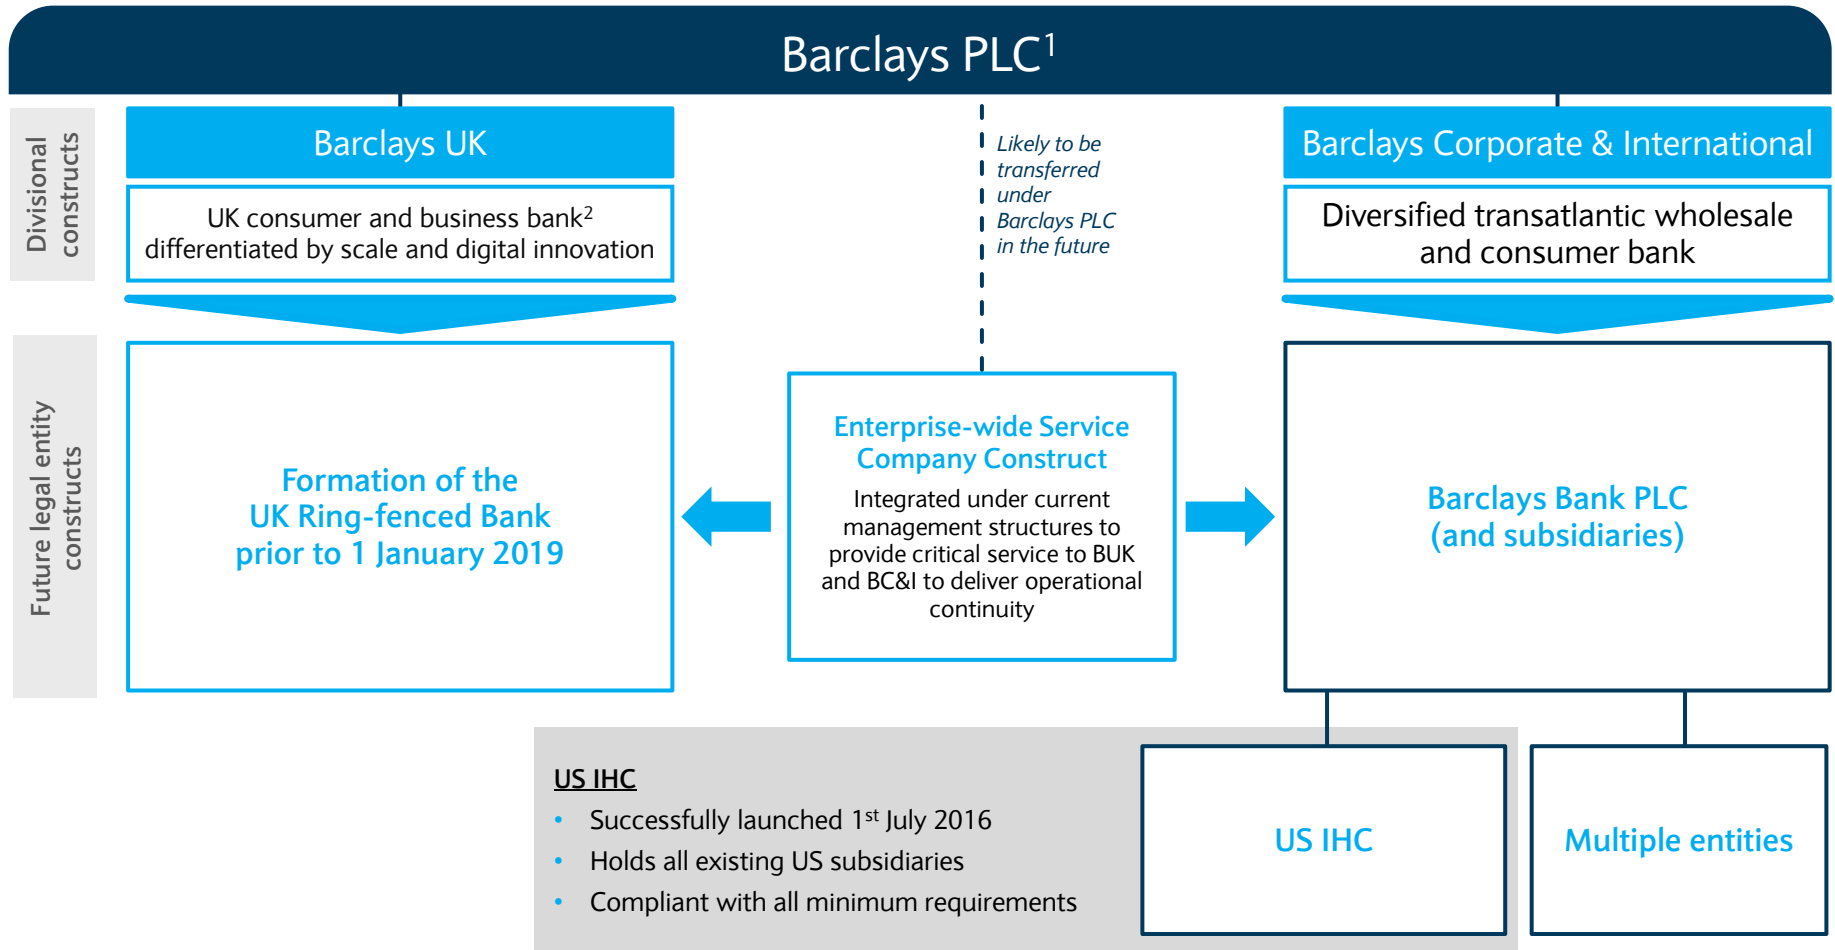 Barclays PLC1
Divisional
constructs
Barclays UK
UK consumer and business bank2
differentiated by scale and digital innovation
Likely to be
transferred
under
Barclays PLC
in the future
Barclays Corporate & International
Diversified transatlantic wholesale
and consumer bank
Future legal entity
constructs
Formation of the
UK Ring-fenced Bank
prior to 1 January 2019
Enterprise-wide Service
Company Construct
Integrated under current
management structures to
provide critical service to BUK
and BC&I to deliver operational
continuity
Barclays Bank PLC
(and subsidiaries)
US IHC
• Successfully launched 1st July 2016
• Holds all existing US subsidiaries
• Compliant with all minimum requirements
US IHC
Multiple entities